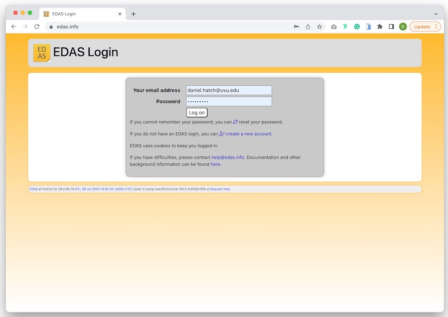 EDAS Login
edas.info
Update
ED
AS
EDAS Login
Your email address daniel.hatch@uvu.edu
Password
Log on
If you cannot remember your password, you can reset your password.
If you do not have an EDAS login, you can create a new account.
EDAS uses cookies to keep you logged in.
If you have difficulties, please contact help@edas.info. Documentation and other
background information can be found here.
Request help